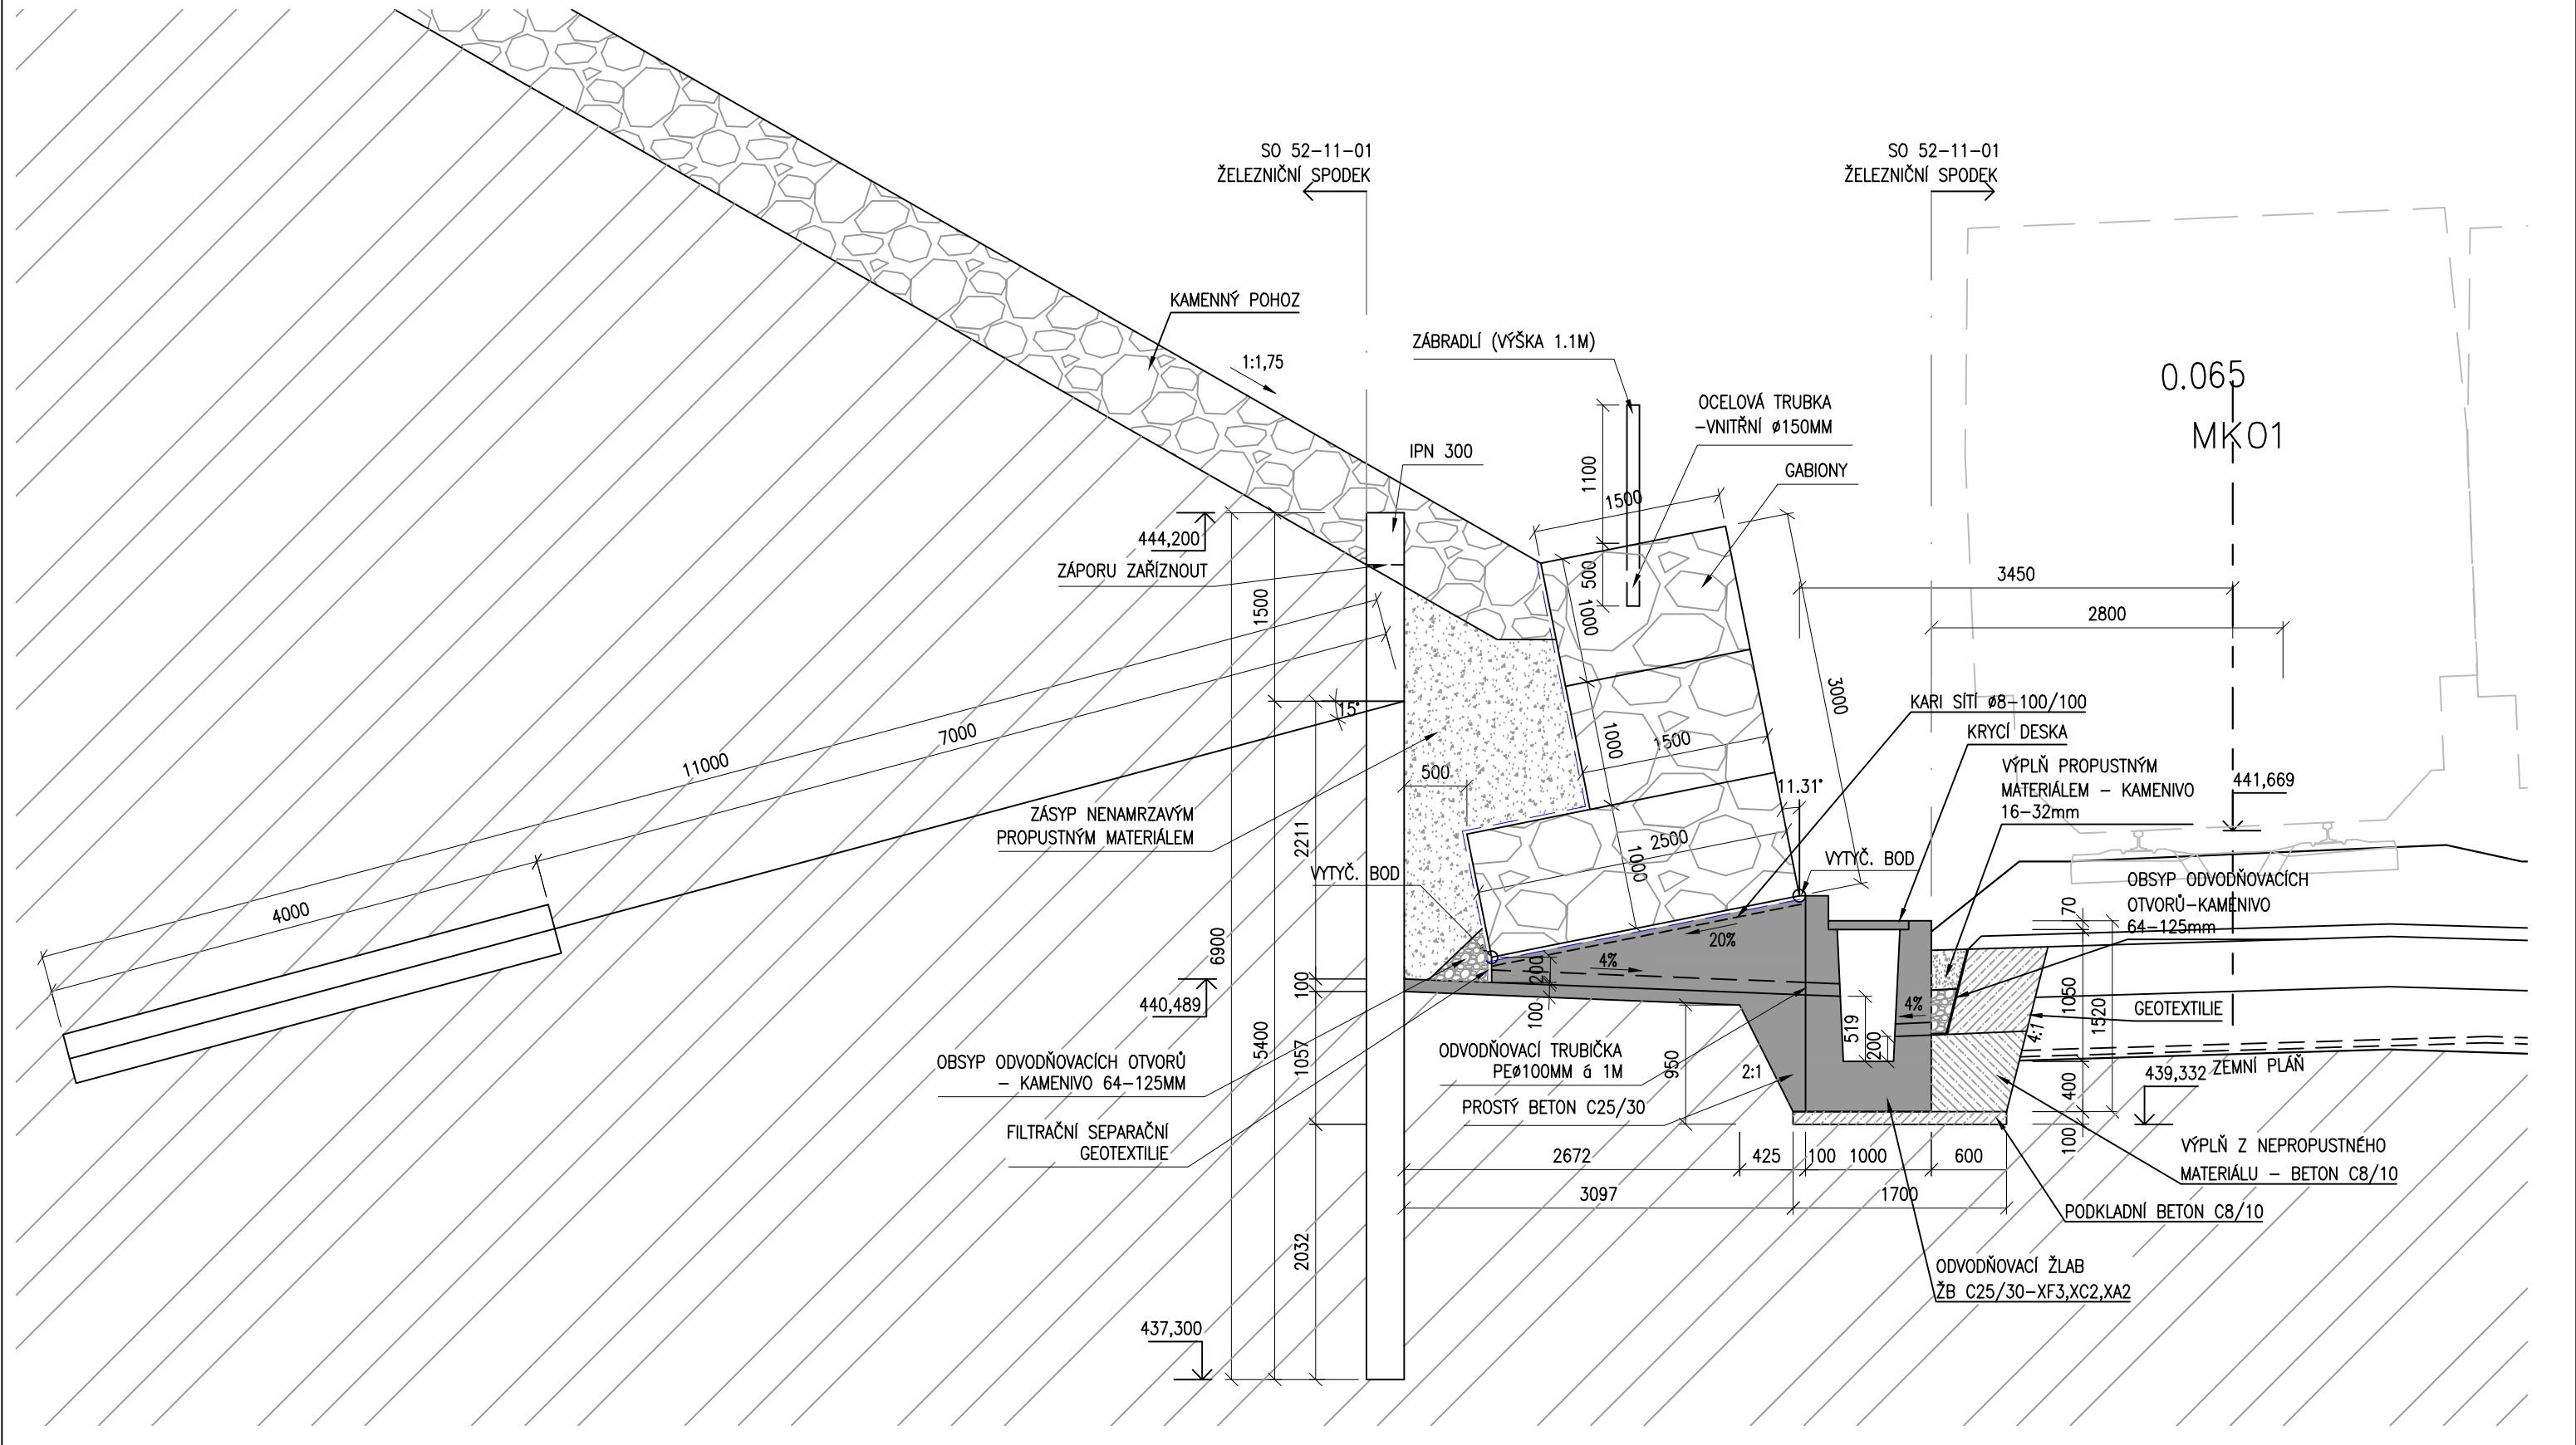 SO 52-11-01
ŽELEZNIČNÍ SPODEK
SO 52-11-01
ŽELEZNIČNÍ SPODEK
KAMENNÝ POHOZ
1:1,75
ZÁBRADLÍ (VÝŠKA 1.1M)
0.065
MK01
OCELOVÁ TRUBKA
-VNITŘNÍ ø150MM
IPN 300
GABIONY
1100
1500
500
1000
444,200
ZÁPORU ZAŘÍZNOUT
1500
3450
2800
3000
15°
KARI SÍTÍ ø8-100/100
KRYCÍ DESKA
VÝPLŇ PROPUSTNÝM
MATERIÁLEM - KAMENIVO
16-32mm
441,669
11000
7000
4000
1000
1500
500
11.31°
ZÁSYP NENAMRZAVÝM
PROPUSTNÝM MATERIÁLEM
2211
2500
1000
VYTYČ. BOD
VYTYČ. BOD
OBSYP ODVODŇOVACÍCH
OTVORŮ-KAMENIVO
64-125mm
70
6900
20%
4%
200
100
440,489
100
5400
1057
519
200
4%
1050
1520
GEOTEXTILIE
4:1
ZEMNÍ PLÁŇ
439,332
400
100
OBSYP ODVODŇOVACÍCH OTVORŮ
- KAMENIVO 64-125MM
ODVODŇOVACÍ TRUBIČKA
PEø100MM á 1M
950
2:1
PROSTÝ BETON C25/30
FILTRAČNÍ SEPARAČNÍ
GEOTEXTILIE
2672
425
100
1000
600
3097
1700
VÝPLŇ Z NEPROPUSTNÉHO
MATERIÁLU - BETON C8/10
PODKLADNÍ BETON C8/10
2032
ODVODŇOVACÍ ŽLAB
ŽB C25/30-XF3,XC2,XA2
437,300